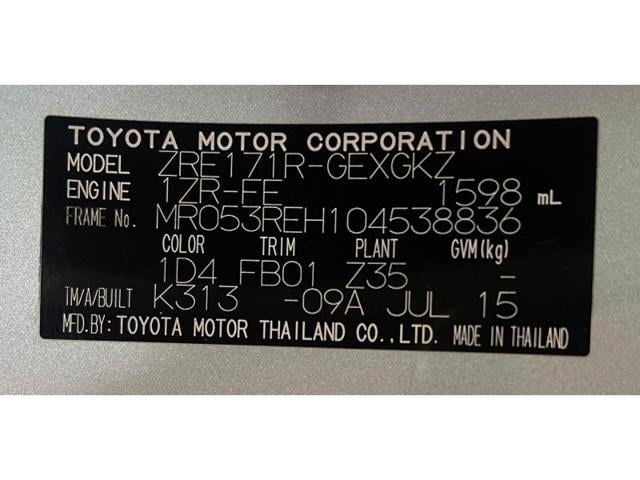 TOYOTA MOTOR CORPORATION
MODEL ZRE171R-GEXGKZ
ENGINE 1ZR-FE 1598 mL
FRAME No. MR053REH104538836
COLOR TRIM PLANT GVM(kg)
1D4 FB01 Z35 -
TM/A/BUILT K313 -09A JUL 15
MFD.BY: TOYOTA MOTOR THAILAND CO.,LTD. MADE IN THAILAND